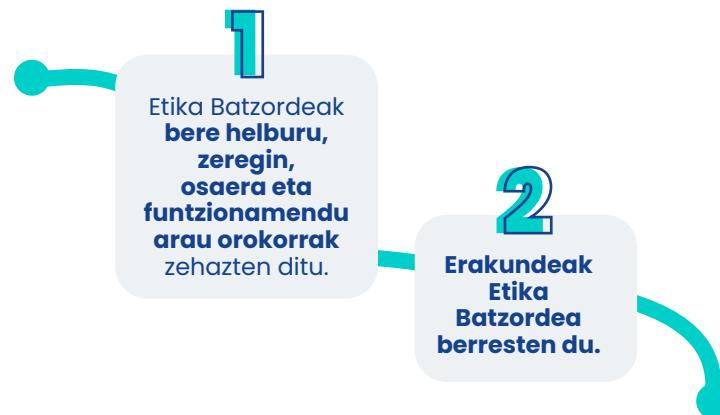 1
Etika Batzordeak
bere helburu,
zeregin,
osaera eta
funtzionamendu
arau orokorrak
zehazten ditu.
2
Erakundeak
Etika
Batzordea
berresten du.